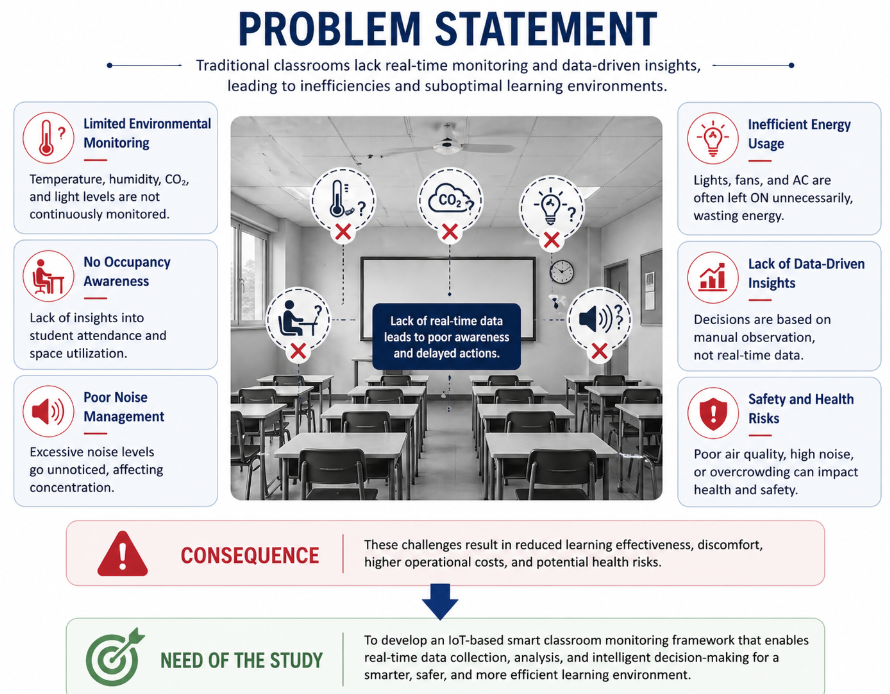 PROBLEM STATEMENT
Traditional classrooms lack real-time monitoring and data-driven insights,
leading to inefficiencies and suboptimal learning environments.
Limited Environmental
Monitoring
Temperature, humidity, CO₂,
and light levels are not
continuously monitored.
No Occupancy
Awareness
Lack of insights into
student attendance and
space utilization.
Poor Noise
Management
Excessive noise levels
go unnoticed, affecting
concentration.
?
?
CO₂
?
?
?
??
Lack of real-time data
leads to poor awareness
and delayed actions.
Inefficient Energy
Usage
Lights, fans, and AC are
often left ON unnecessarily,
wasting energy.
Lack of Data-Driven
Insights
Decisions are based on
manual observation,
not real-time data.
Safety and Health
Risks
Poor air quality, high noise,
or overcrowding can impact
health and safety.
CONSEQUENCE
These challenges result in reduced learning effectiveness, discomfort,
higher operational costs, and potential health risks.
NEED OF THE STUDY
To develop an IoT-based smart classroom monitoring framework that enables
real-time data collection, analysis, and intelligent decision-making for a
smarter, safer, and more efficient learning environment.